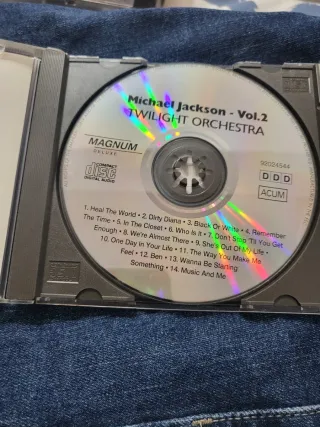 Michael Jackson - Vol.2
TWILIGHT ORCHESTRA
MAGNUM
DELUXE
COMPACT
disc
DIGITAL AUDIO
30024544
D D D
ACUM
1. Heal The World • 2. Dirty Diana • 3. Black Or White • 4. Remember
The Time • 5. In The Closet • 6. Who Is It • 7. Don't Stop 'Til You Get
Enough • 8. We're Almost There • 9. She's Out Of My Life •
10. One Day In Your Life • 11. The Way You Make Me
Feel • 12. Ben • 13. Wanna Be Starting
Something • 14. Music And Me